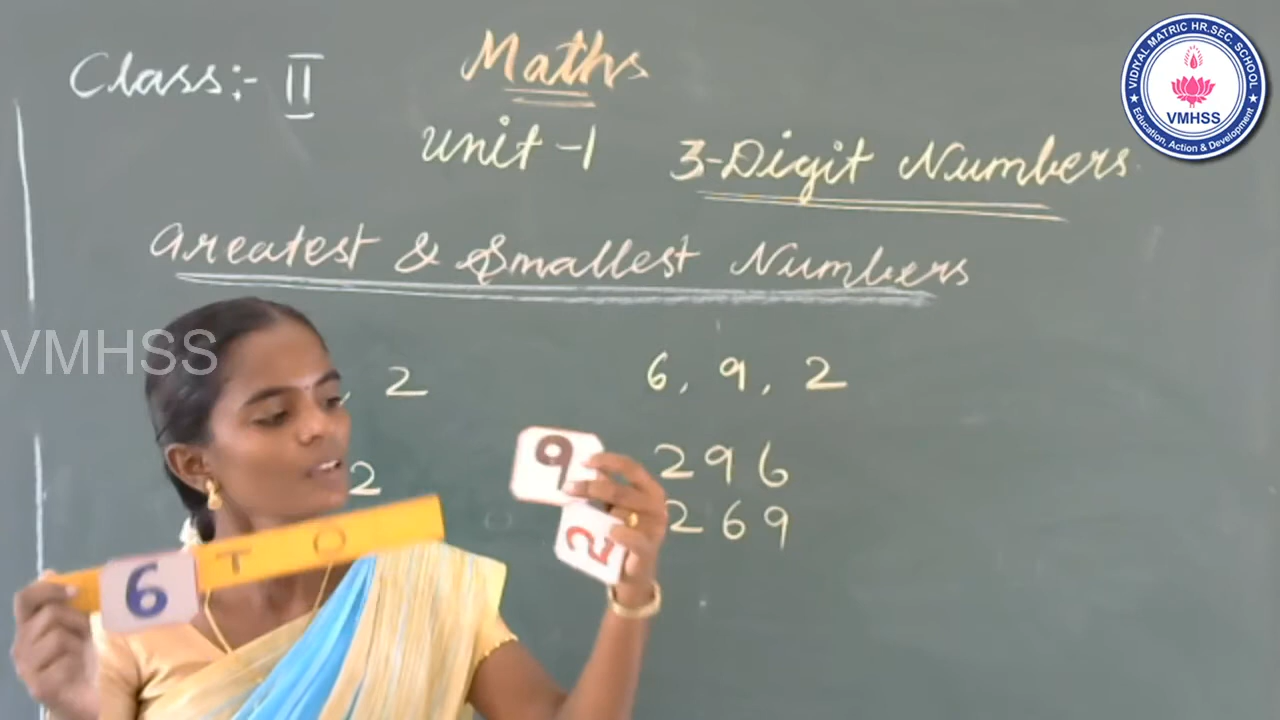 Class:- II
Maths
Unit -1
3-Digit Numbers
Greatest & Smallest Numbers
, 2
6, 9, 2
2
296
269
6 T O
9
2
VMHSS
VIDIYAL MATRIC HR.SEC. SCHOOL
VMHSS
★ Education, Action & Development ★